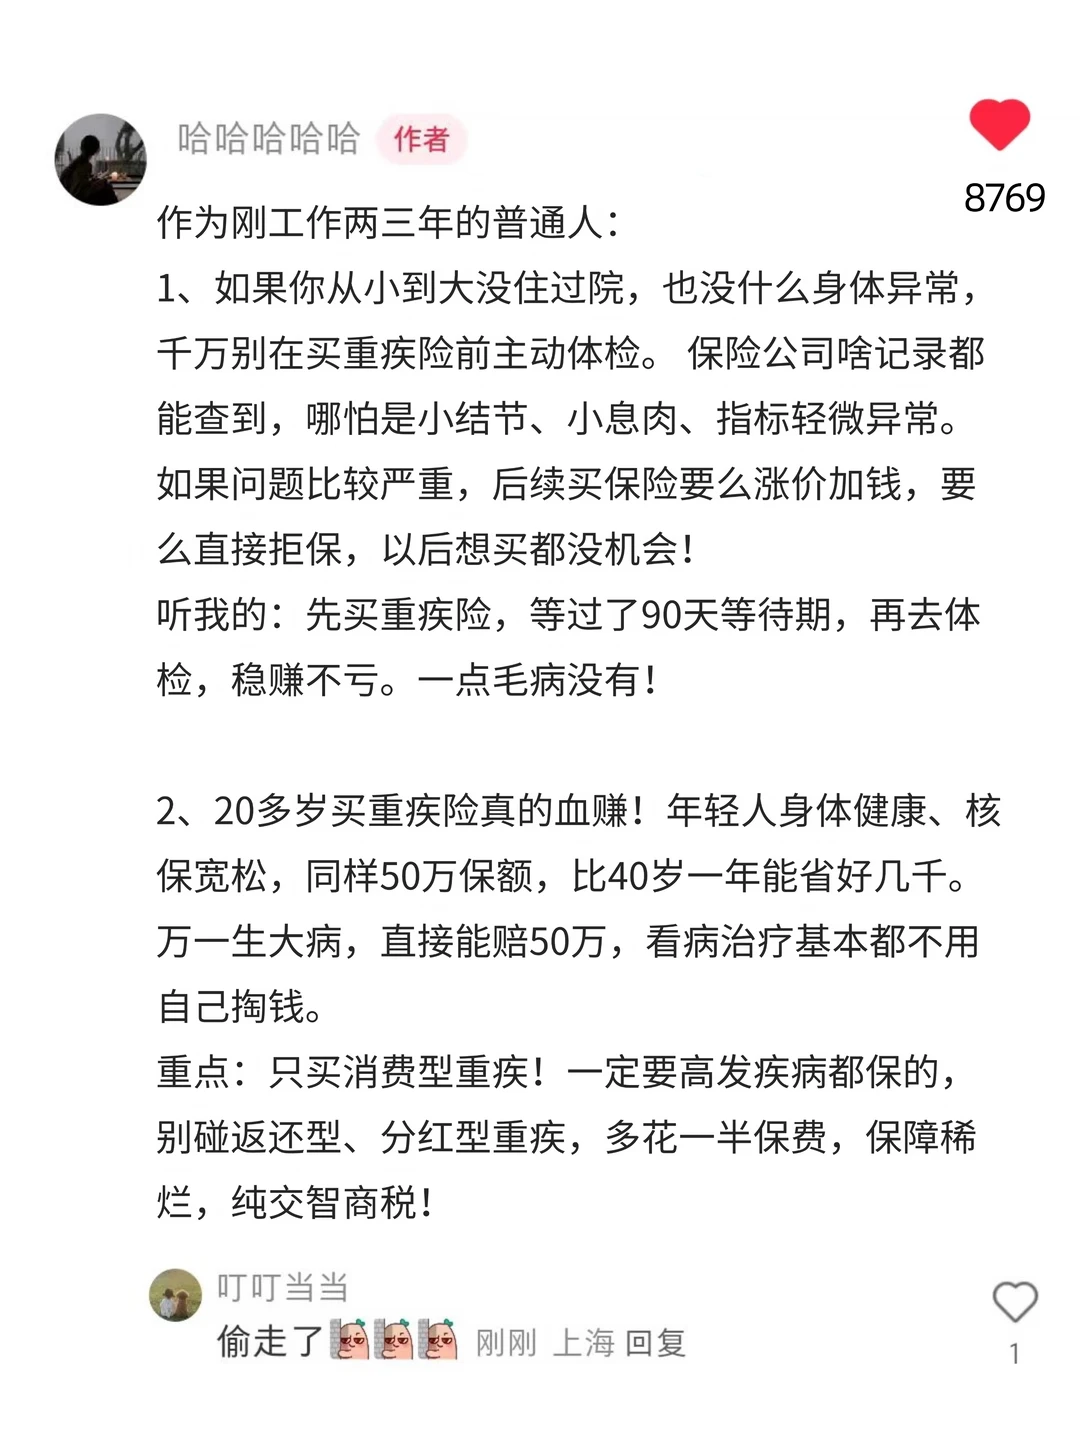 哈哈哈哈哈 作者
8769
作为刚工作两三年的普通人：
1、如果你从小到大没住过院，也没什么身体异常，
千万别在买重疾险前主动体检。 保险公司啥记录都
能查到，哪怕是小结节、小息肉、指标轻微异常。
如果问题比较严重，后续买保险要么涨价加钱，要
么直接拒保，以后想买都没机会！
听我的：先买重疾险，等过了90天等待期，再去体
检，稳赚不亏。一点毛病没有！
2、20多岁买重疾险真的血赚！年轻人身体健康、核
保宽松，同样50万保额，比40岁一年能省好几千。
万一生大病，直接能赔50万，看病治疗基本都不用
自己掏钱。
重点：只买消费型重疾！一定要高发疾病都保的，
别碰返还型、分红型重疾，多花一半保费，保障稀
烂，纯交智商税！
叮叮当当
偷走了 刚刚 上海 回复
1